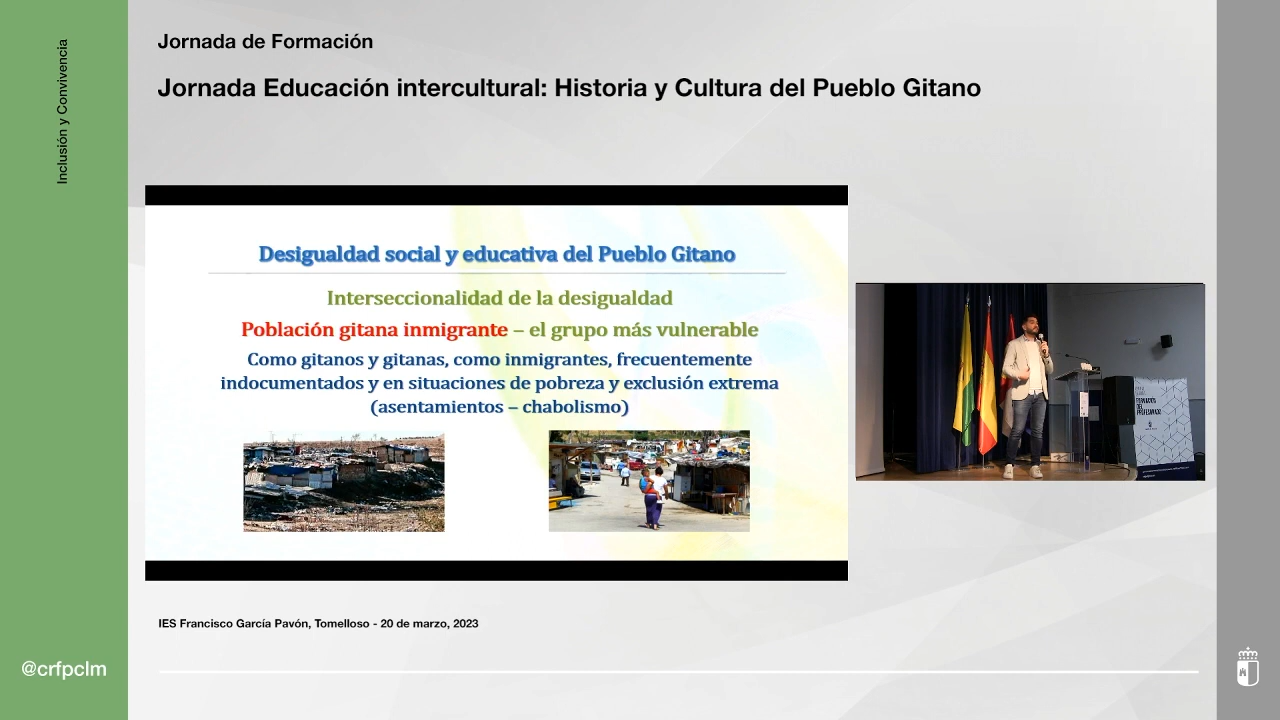 Inclusión y Convivencia
Jornada de Formación
Jornada Educación intercultural: Historia y Cultura del Pueblo Gitano
Desigualdad social y educativa del Pueblo Gitano
Interseccionalidad de la desigualdad
Población gitana inmigrante – el grupo más vulnerable
Como gitanos y gitanas, como inmigrantes, frecuentemente
indocumentados y en situaciones de pobreza y exclusión extrema
(asentamientos – chabolismo)
IES Francisco García Pavón, Tomelloso - 20 de marzo, 2023
@crfpclm